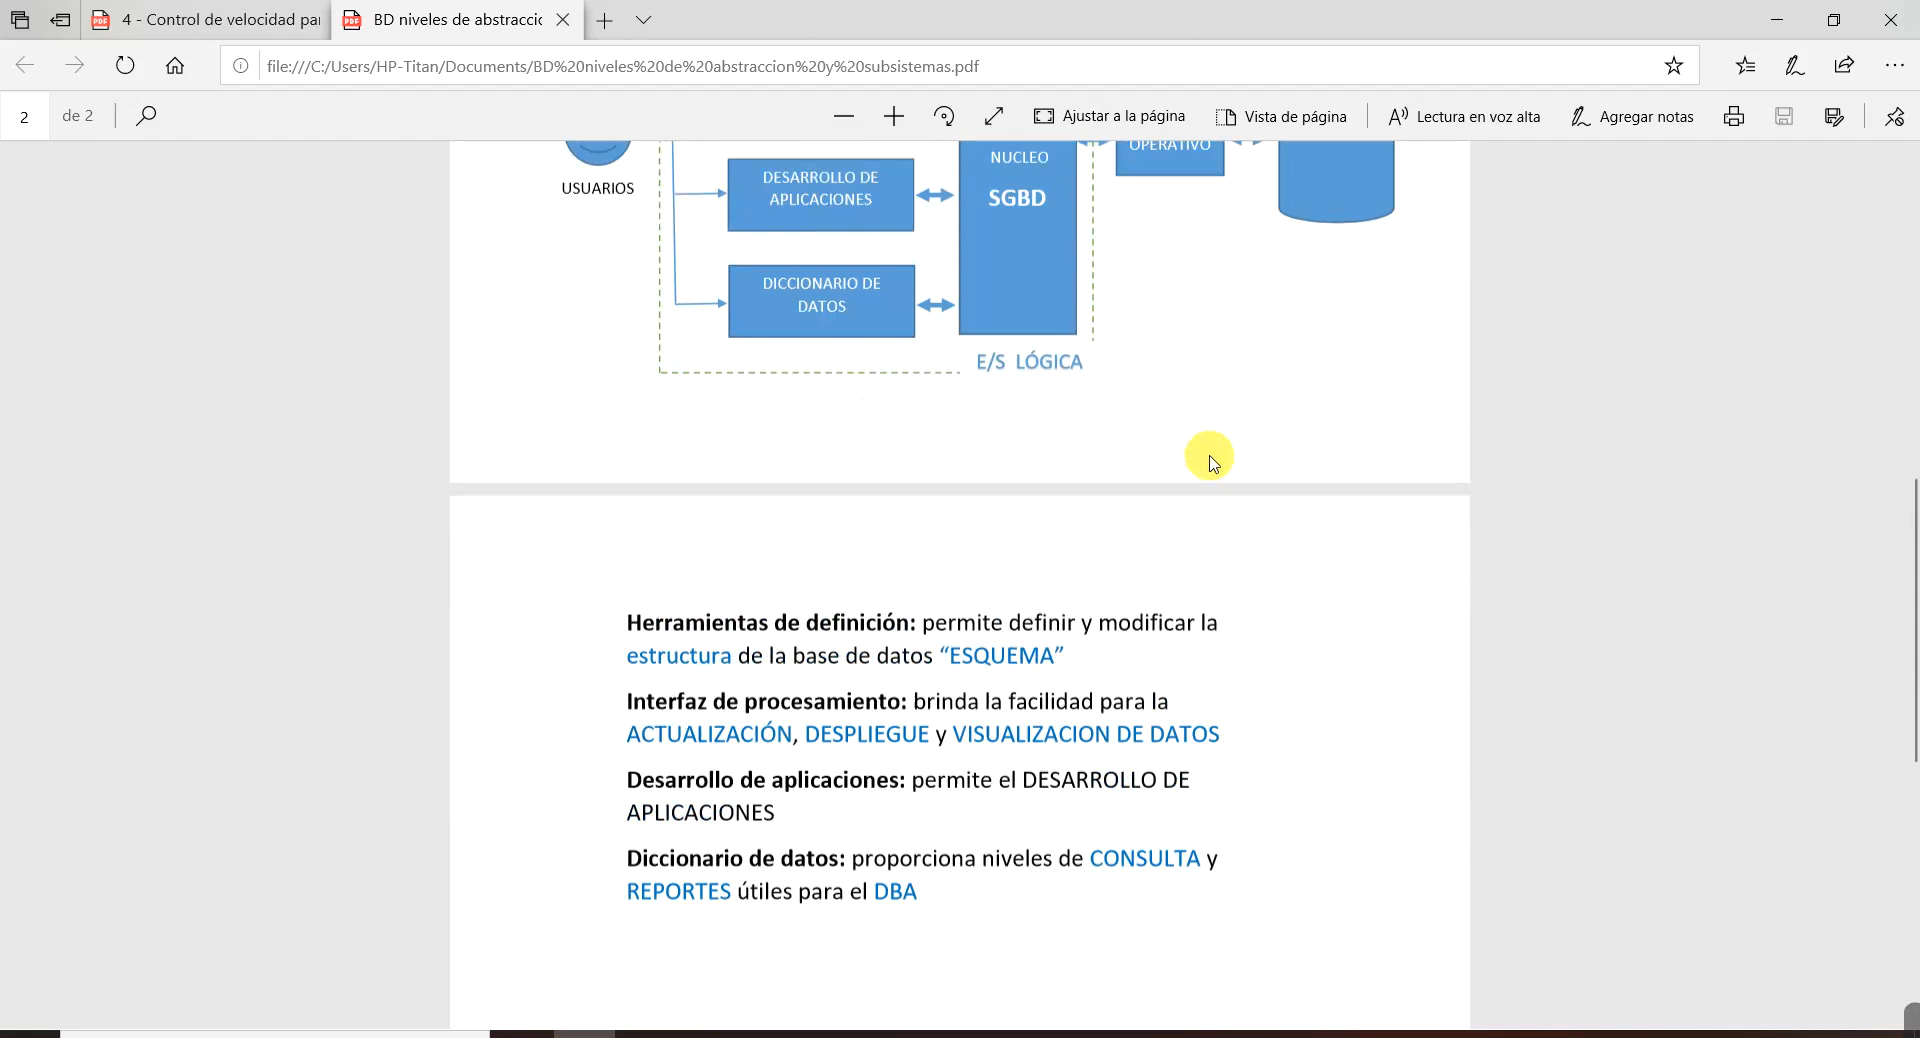 4 - Control de velocidad par
BD niveles de abstraccio
file:///C:/Users/HP-Titan/Documents/BD%20niveles%20de%20abstraccion%20y%20subsistemas.pdf
2 de 2
Ajustar a la página
Vista de página
Lectura en voz alta
Agregar notas
USUARIOS
DESARROLLO DE
APLICACIONES
NUCLEO
SGBD
OPERATIVO
DICCIONARIO DE
DATOS
E/S LÓGICA
Herramientas de definición: permite definir y modificar la
estructura de la base de datos “ESQUEMA”
Interfaz de procesamiento: brinda la facilidad para la
ACTUALIZACIÓN, DESPLIEGUE y VISUALIZACION DE DATOS
Desarrollo de aplicaciones: permite el DESARROLLO DE
APLICACIONES
Diccionario de datos: proporciona niveles de CONSULTA y
REPORTES útiles para el DBA